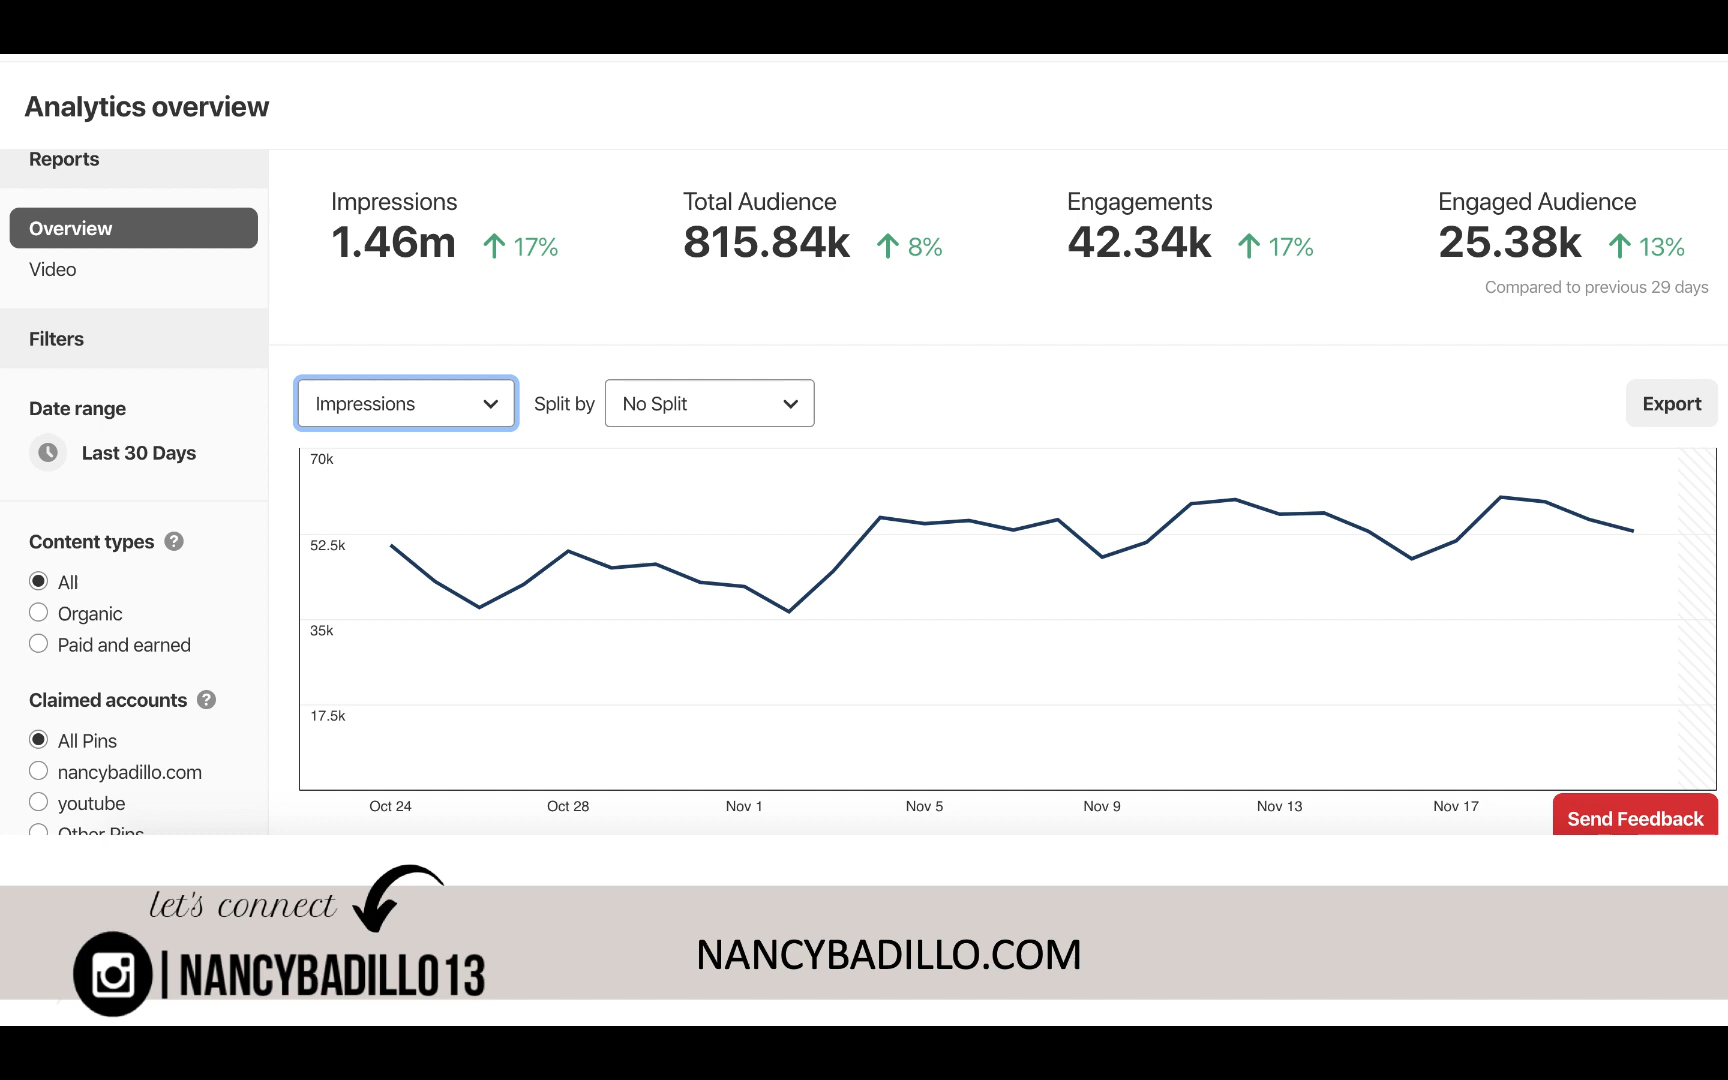 Analytics overview
Reports
Overview
Video
Filters
Date range
Last 30 Days
Content types ?
All
Organic
Paid and earned
Claimed accounts ?
All Pins
nancybadillo.com
youtube
Other Pins
Impressions
1.46m 17%
Total Audience
815.84k 8%
Engagements
42.34k 17%
Engaged Audience
25.38k 13%
Compared to previous 29 days
Impressions Split by No Split Export
70k
52.5k
35k
17.5k
Oct 24 Oct 28 Nov 1 Nov 5 Nov 9 Nov 13 Nov 17
Send Feedback
let's connect
| NANCYBADILLO13
NANCYBADILLO.COM